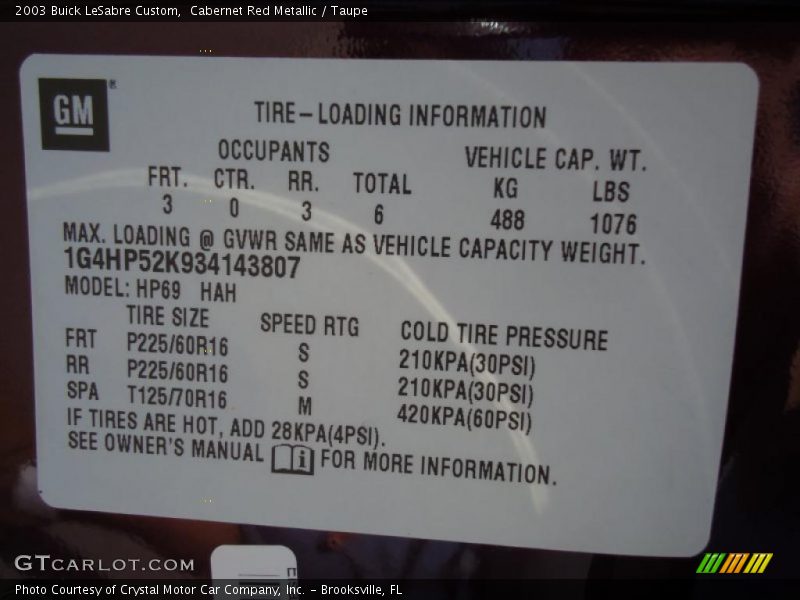 2003 Buick LeSabre Custom,  Cabernet Red Metallic / Taupe
GM®
TIRE-LOADING INFORMATION
OCCUPANTS VEHICLE CAP. WT.
FRT. CTR. RR. TOTAL KG LBS
3 0 3 6 488 1076
MAX. LOADING @ GVWR SAME AS VEHICLE CAPACITY WEIGHT.
1G4HP52K934143807
MODEL: HP69 HAH
TIRE SIZE SPEED RTG COLD TIRE PRESSURE
FRT P225/60R16 S 210KPA(30PSI)
RR P225/60R16 S 210KPA(30PSI)
SPA T125/70R16 M 420KPA(60PSI)
IF TIRES ARE HOT, ADD 28KPA(4PSI).
SEE OWNER'S MANUAL i FOR MORE INFORMATION.
GTCARLOT.COM
Photo Courtesy of Crystal Motor Car Company, Inc. - Brooksville, FL